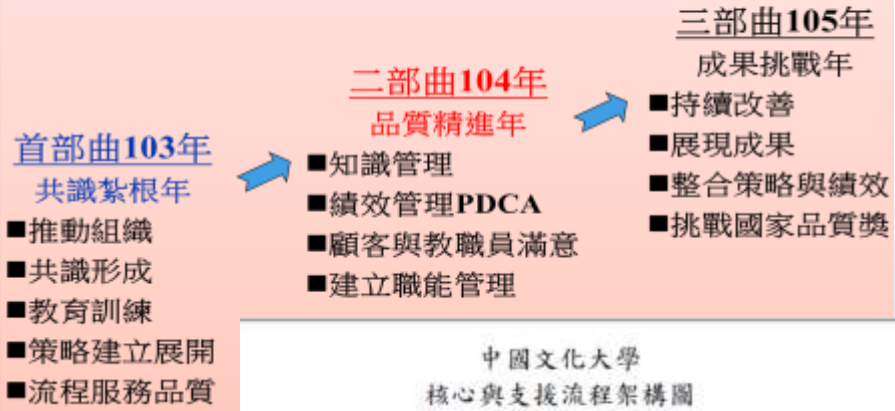 首部曲103年
共識紮根年
■推動組織
■共識形成
■教育訓練
■策略建立展開
■流程服務品質
二部曲104年
品質精進年
■知識管理
■績效管理PDCA
■顧客與教職員滿意
■建立職能管理
三部曲105年
成果挑戰年
■持續改善
■展現成果
■整合策略與績效
■挑戰國家品質獎
中國文化大學
核心與支援流程架構圖